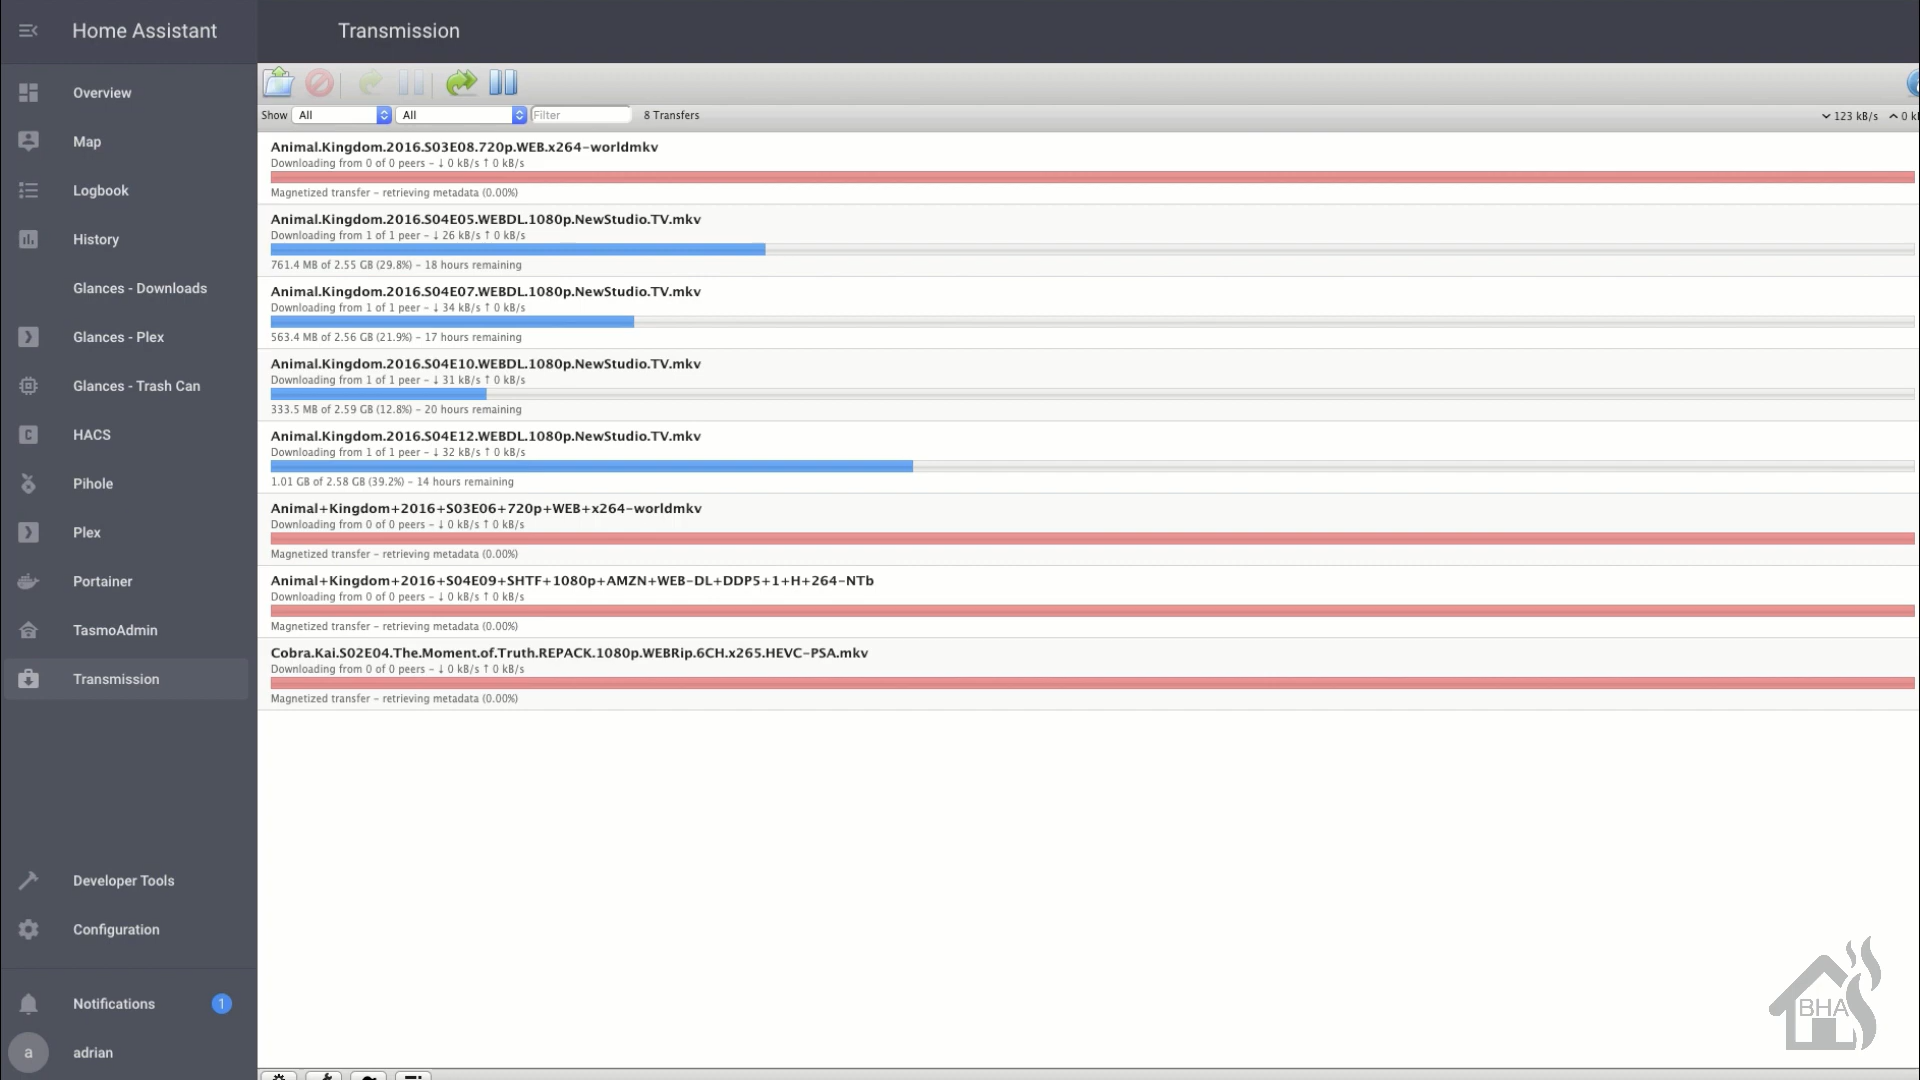 Home Assistant
Transmission
Overview
Map
Logbook
History
Glances - Downloads
Glances - Plex
Glances - Trash Can
HACS
Pihole
Plex
Portainer
TasmoAdmin
Transmission
Developer Tools
Configuration
Notifications 1
a adrian
Show All All Filter 8 Transfers 123 kB/s 0
Animal.Kingdom.2016.S03E08.720p.WEB.x264-worldmkv
Downloading from 0 of 0 peers - ↓ 0 kB/s ↑ 0 kB/s
Magnetized transfer - retrieving metadata (0.00%)
Animal.Kingdom.2016.S04E05.WEBDL.1080p.NewStudio.TV.mkv
Downloading from 1 of 1 peer - ↓ 26 kB/s ↑ 0 kB/s
761.4 MB of 2.55 GB (29.8%) - 18 hours remaining
Animal.Kingdom.2016.S04E07.WEBDL.1080p.NewStudio.TV.mkv
Downloading from 1 of 1 peer - ↓ 34 kB/s ↑ 0 kB/s
563.4 MB of 2.56 GB (21.9%) - 17 hours remaining
Animal.Kingdom.2016.S04E10.WEBDL.1080p.NewStudio.TV.mkv
Downloading from 1 of 1 peer - ↓ 31 kB/s ↑ 0 kB/s
333.5 MB of 2.59 GB (12.8%) - 20 hours remaining
Animal.Kingdom.2016.S04E12.WEBDL.1080p.NewStudio.TV.mkv
Downloading from 1 of 1 peer - ↓ 32 kB/s ↑ 0 kB/s
1.01 GB of 2.58 GB (39.2%) - 14 hours remaining
Animal+Kingdom+2016+S03E06+720p+WEB+x264-worldmkv
Downloading from 0 of 0 peers - ↓ 0 kB/s ↑ 0 kB/s
Magnetized transfer - retrieving metadata (0.00%)
Animal+Kingdom+2016+S04E09+SHTF+1080p+AMZN+WEB-DL+DDP5+1+H+264-NTb
Downloading from 0 of 0 peers - ↓ 0 kB/s ↑ 0 kB/s
Magnetized transfer - retrieving metadata (0.00%)
Cobra.Kai.S02E04.The.Moment.of.Truth.REPACK.1080p.WEBRip.6CH.x265.HEVC-PSA.mkv
Downloading from 0 of 0 peers - ↓ 0 kB/s ↑ 0 kB/s
Magnetized transfer - retrieving metadata (0.00%)
BHA